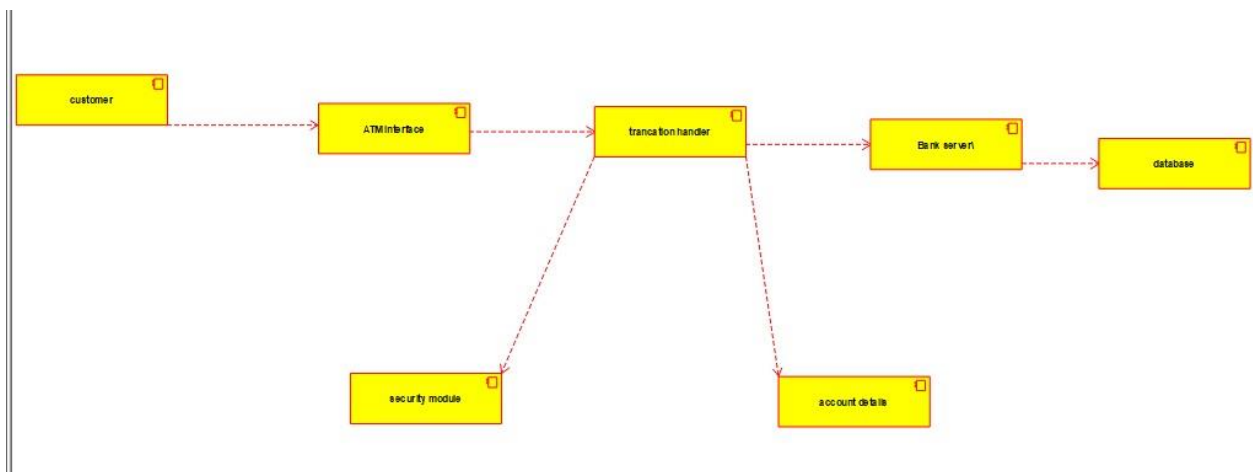 customer
ATM interface
trancation handler
Bank server\
database
security module
account details